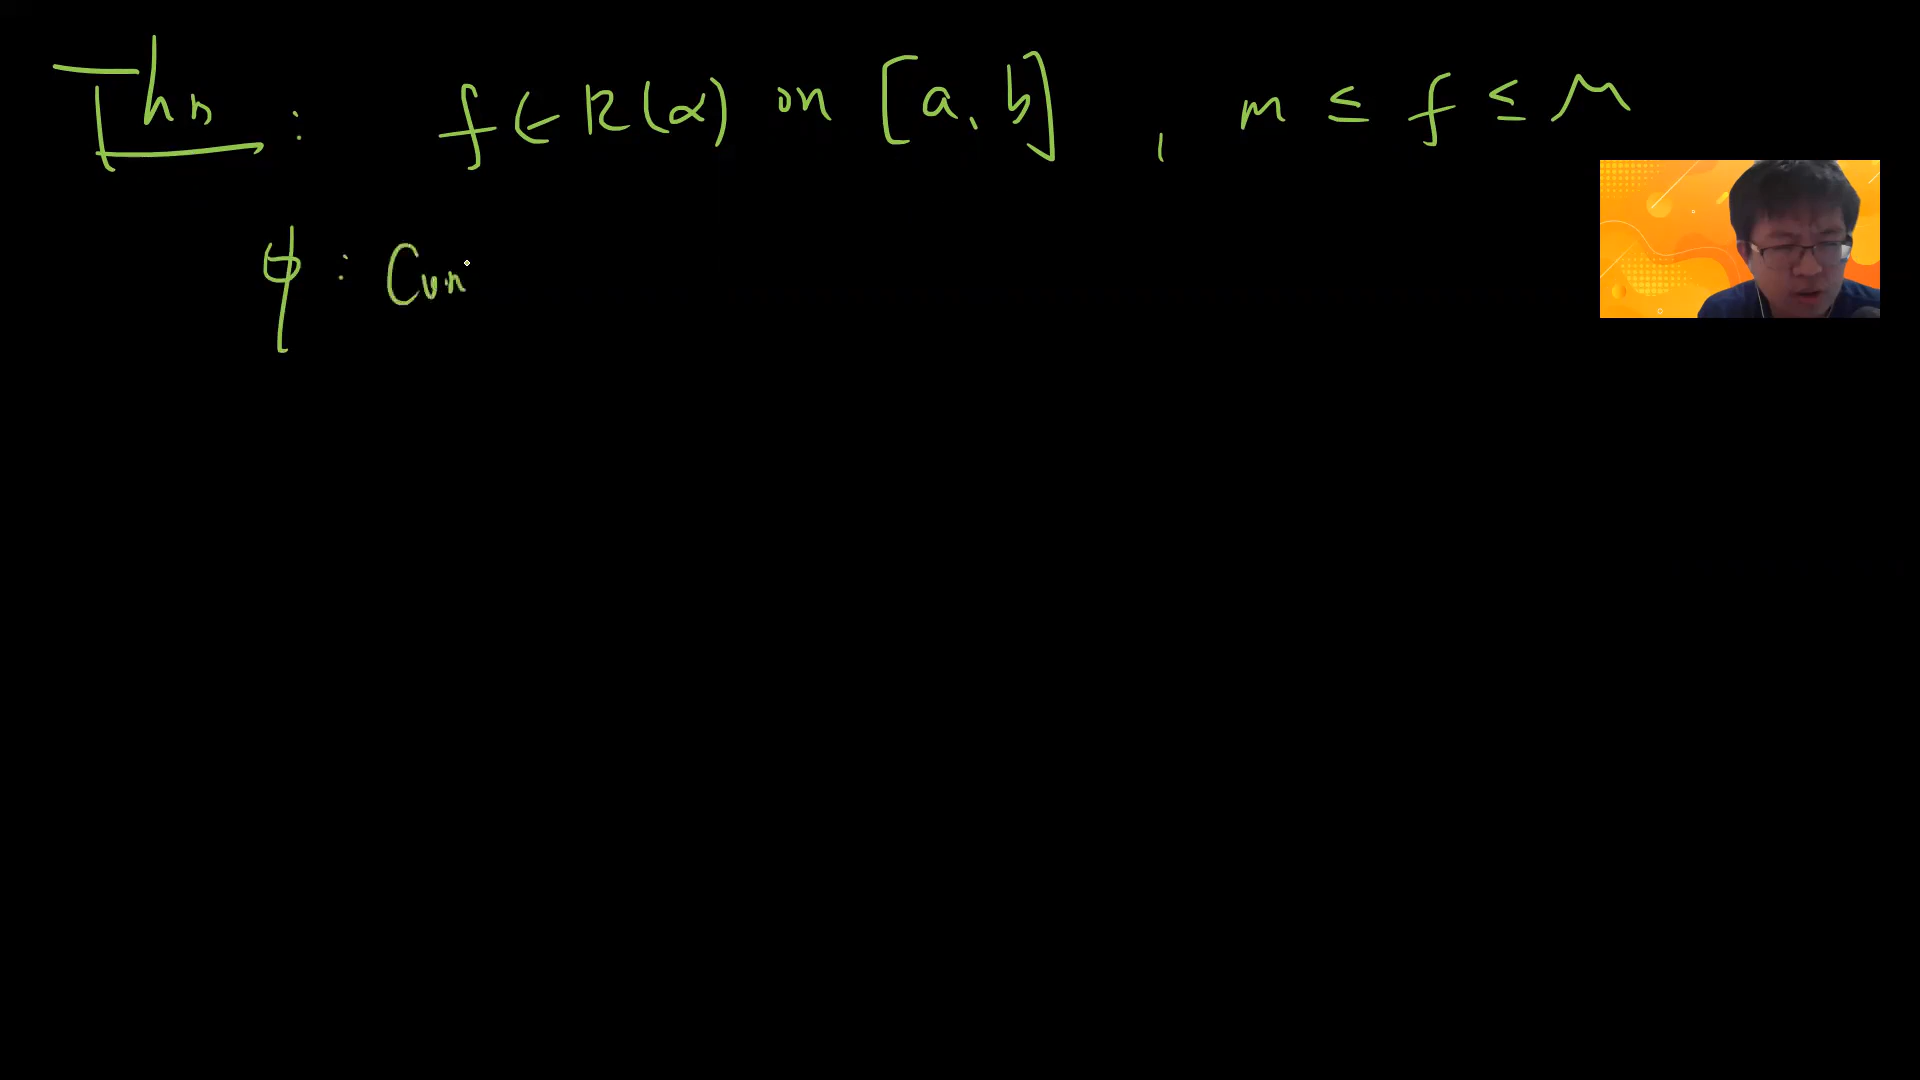 Thm : f ∈ R(α) on [a, b] , m ≤ f ≤ M
φ : Con